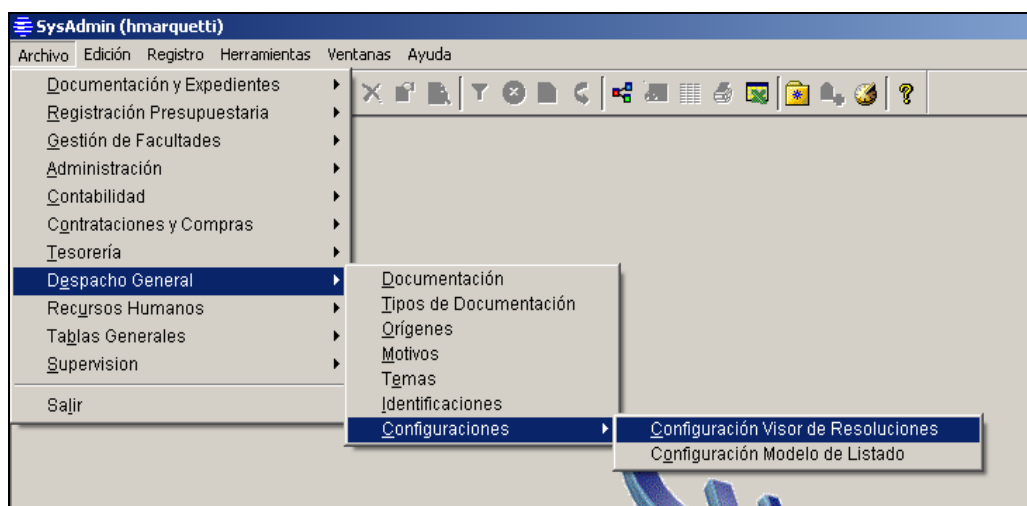 SysAdmin (hmarquetti)
Archivo Edición Registro Herramientas Ventanas Ayuda
Documentación y Expedientes
Registración Presupuestaria
Gestión de Facultades
Administración
Contabilidad
Contrataciones y Compras
Tesorería
Despacho General
Recursos Humanos
Tablas Generales
Supervision
Salir
Documentación
Tipos de Documentación
Orígenes
Motivos
Temas
Identificaciones
Configuraciones
Configuración Visor de Resoluciones
Configuración Modelo de Listado